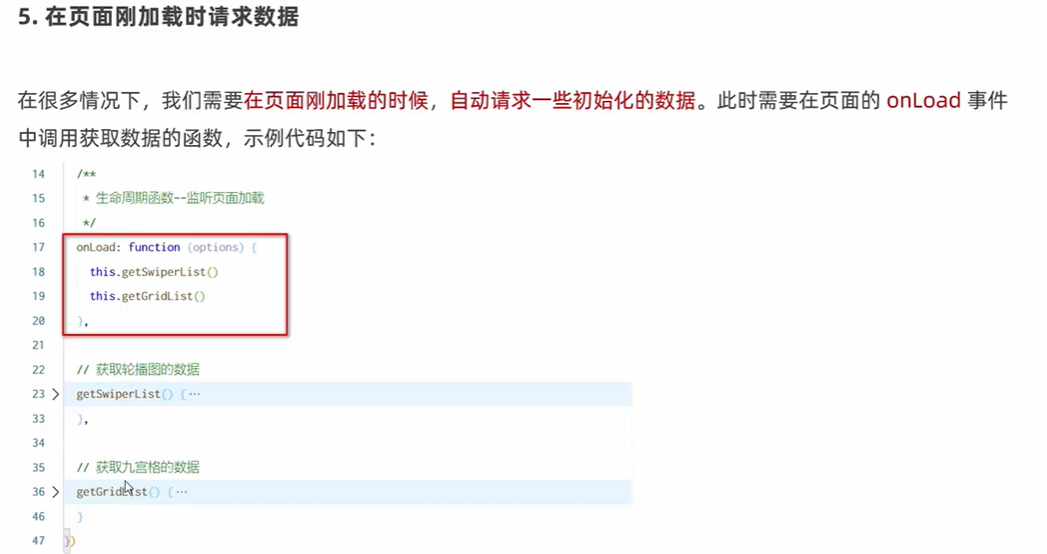 5. 在页面刚加载时请求数据
在很多情况下，我们需要在页面刚加载的时候，自动请求一些初始化的数据。此时需要在页面的 onLoad 事件
中调用获取数据的函数，示例代码如下：
14 /**
15 * 生命周期函数--监听页面加载
16 */
17 onLoad: function (options) {
18 this.getSwiperList()
19 this.getGridList()
20 },
21
22 // 获取轮播图的数据
23 getSwiperList() { ···
33 },
34
35 // 获取九宫格的数据
36 getGridList() { ···
46 }
47 })